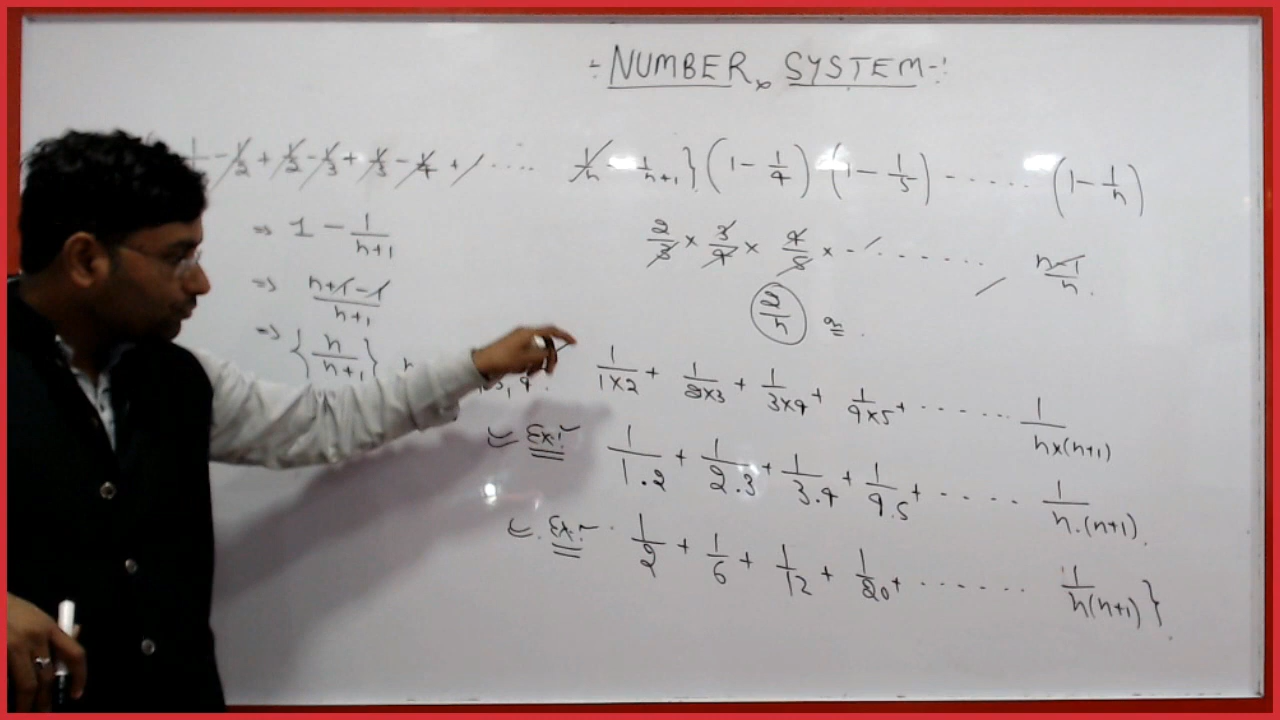 :- NUMBER SYSTEM -:
1/1 - 1/2 + 1/2 - 1/3 + 1/3 - 1/4 + ..... 1/n - 1/n+1 }
⇒ 1 - 1/n+1
⇒ n+1-1/n+1
⇒ { n/n+1 }
(1 - 1/4) (1 - 1/5) ...... (1 - 1/n)
2/3 × 3/4 × 4/5 × - ....... n-1/n .
2/n
1/1×2 + 1/2×3 + 1/3×4 + 1/4×5 + ...... 1/n×(n+1)
Ex:- 1/1.2 + 1/2.3 + 1/3.4 + 1/4.5 + ..... 1/n.(n+1) .
Ex:- 1/2 + 1/6 + 1/12 + 1/20 + ...... 1/n(n+1) }